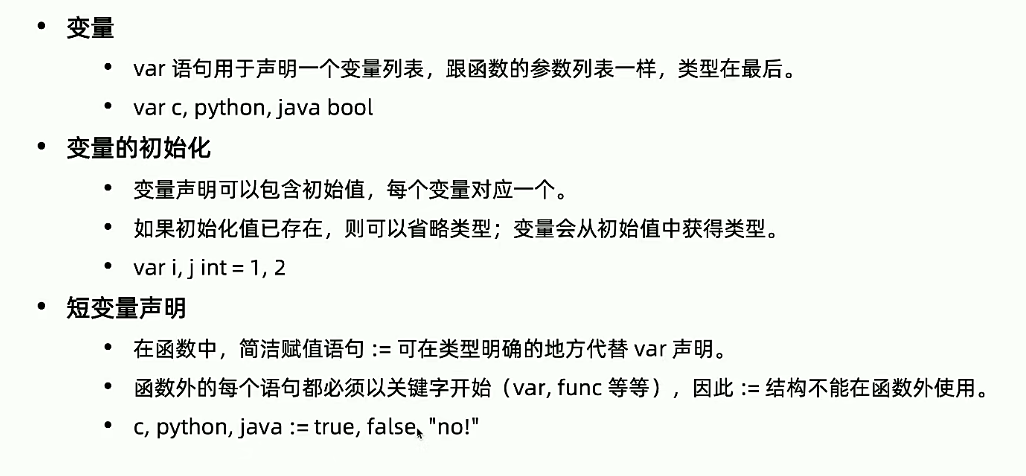 • 变量
• var 语句用于声明一个变量列表，跟函数的参数列表一样，类型在最后。
• var c, python, java bool
• 变量的初始化
• 变量声明可以包含初始值，每个变量对应一个。
• 如果初始化值已存在，则可以省略类型；变量会从初始值中获得类型。
• var i, j int = 1, 2
• 短变量声明
• 在函数中，简洁赋值语句 := 可在类型明确的地方代替 var 声明。
• 函数外的每个语句都必须以关键字开始（var, func 等等），因此 := 结构不能在函数外使用。
• c, python, java := true, false, "no!"